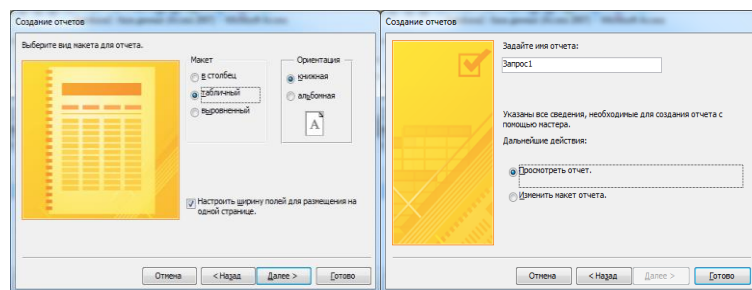 Создание отчетов
Выберите вид макета для отчета.
Макет
в столбец
табличный
выровненный
Ориентация
книжная
альбомная
A
Настроить ширину полей для размещения на
одной странице.
Отмена
< Назад
Далее >
Готово
Создание отчетов
Задайте имя отчета:
Запрос1
Указаны все сведения, необходимые для создания отчета с
помощью мастера.
Дальнейшие действия:
Просмотреть отчет.
Изменить макет отчета.
Отмена
< Назад
Далее >
Готово